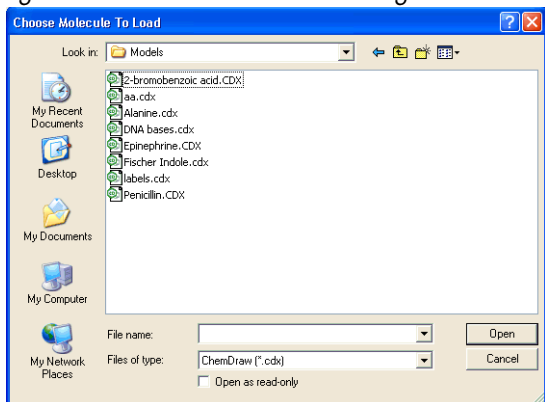 Choose Molecule To Load
Look in:
Models
My Recent
Documents
Desktop
My Documents
My Computer
My Network
Places
2-bromobenzoic acid.CDX
aa.cdx
Alanine.cdx
DNA bases.cdx
Epinephrine.CDX
Fischer Indole.cdx
labels.cdx
Penicillin.CDX
File name:
Open
Files of type:
ChemDraw (*.cdx)
Cancel
Open as read-only